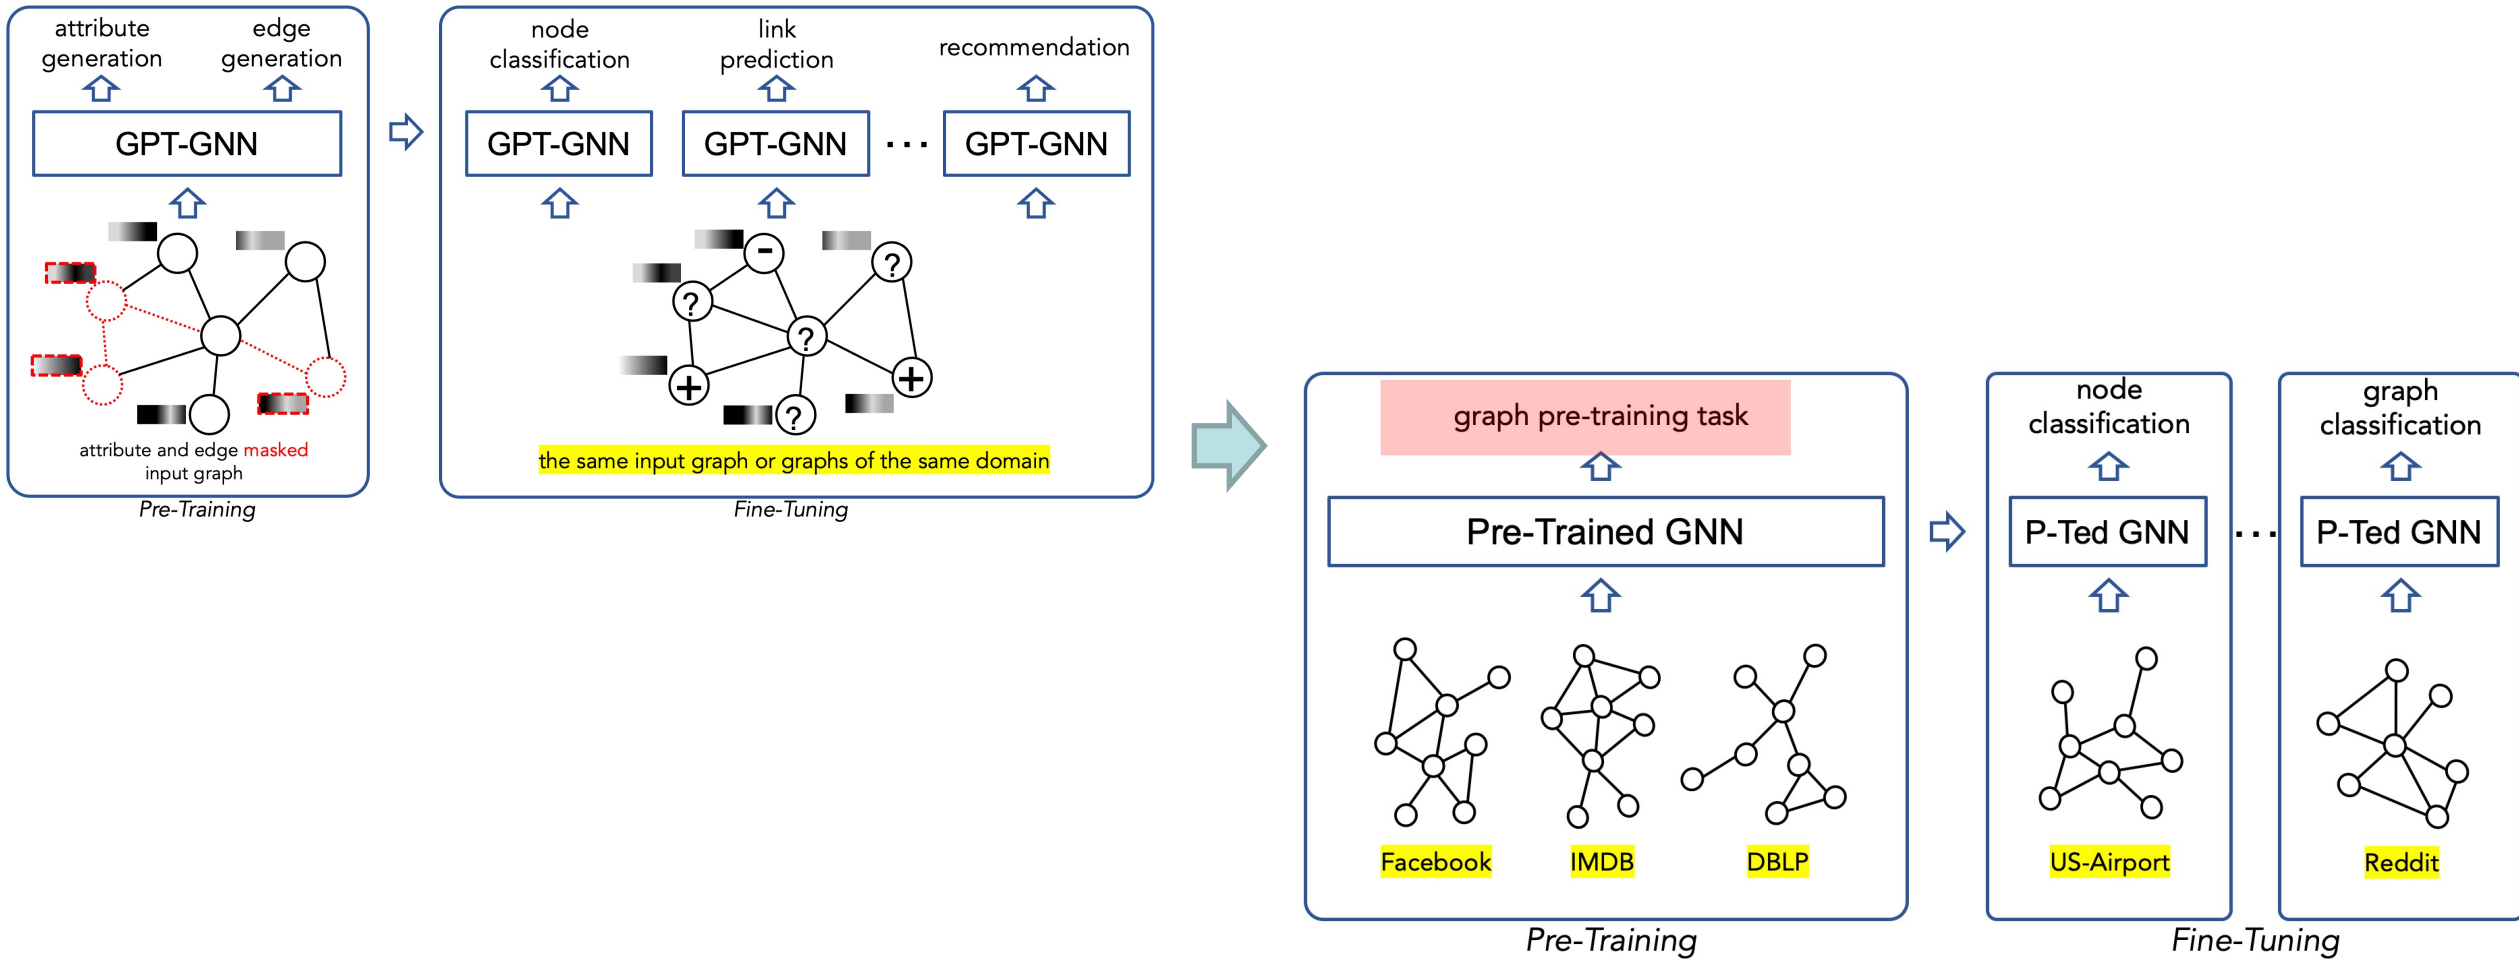 attribute
generation
edge
generation
GPT-GNN
attribute and edge masked
input graph
Pre-Training
node
classification
link
prediction
recommendation
GPT-GNN
GPT-GNN
...
GPT-GNN
-
?
?
?
+
+
?
the same input graph or graphs of the same domain
Fine-Tuning
graph pre-training task
Pre-Trained GNN
Facebook
IMDB
DBLP
Pre-Training
node
classification
P-Ted GNN
US-Airport
...
graph
classification
P-Ted GNN
Reddit
Fine-Tuning